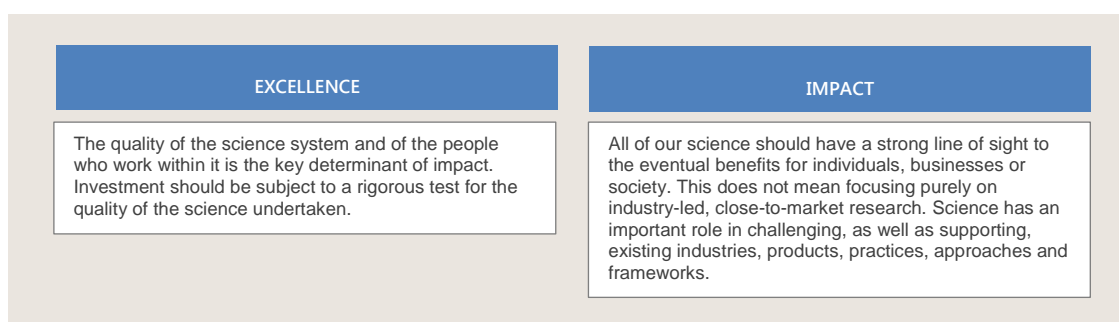 EXCELLENCE
The quality of the science system and of the people
who work within it is the key determinant of impact.
Investment should be subject to a rigorous test for the
quality of the science undertaken.
IMPACT
All of our science should have a strong line of sight to
the eventual benefits for individuals, businesses or
society. This does not mean focusing purely on
industry-led, close-to-market research. Science has an
important role in challenging, as well as supporting,
existing industries, products, practices, approaches and
frameworks.